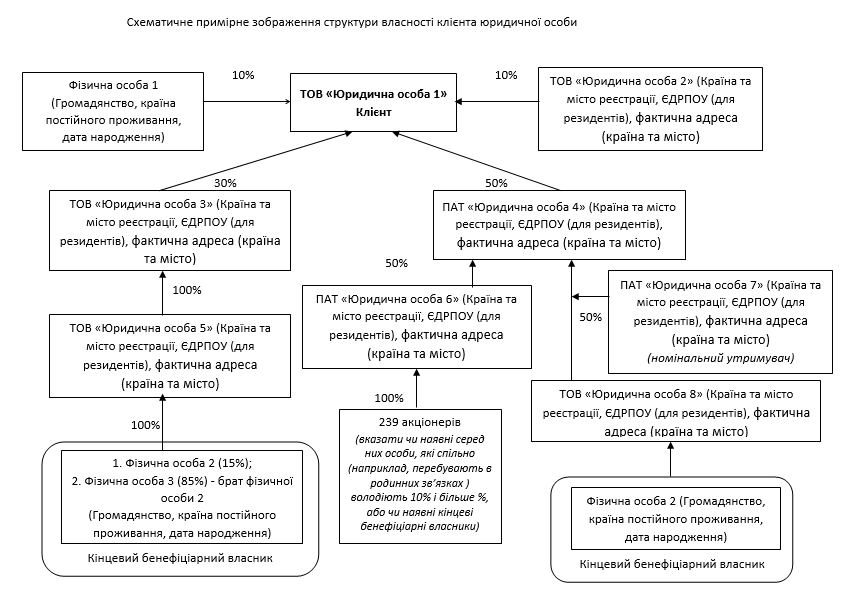 Схематичне примірне зображення структури власності клієнта юридичної особи
Фізична особа 1
(Громадянство, країна
постійного проживання,
дата народження)
10%
ТОВ «Юридична особа 1»
Клієнт
10%
ТОВ «Юридична особа 2» (Країна та
місто реєстрації, ЄДРПОУ (для
резидентів), фактична адреса
(країна та місто)
30%
50%
ТОВ «Юридична особа 3» (Країна та
місто реєстрації, ЄДРПОУ (для
резидентів), фактична адреса (країна
та місто)
ПАТ «Юридична особа 4» (Країна та місто
реєстрації, ЄДРПОУ (для резидентів),
фактична адреса (країна та місто)
100%
50%
ТОВ «Юридична особа 5» (Країна та
місто реєстрації, ЄДРПОУ (для
резидентів), фактична адреса
(країна та місто)
ПАТ «Юридична особа 6» (Країна та
місто реєстрації, ЄДРПОУ (для
резидентів), фактична адреса
(країна та місто)
50%
ПАТ «Юридична особа 7» (Країна та
місто реєстрації, ЄДРПОУ (для
резидентів), фактична адреса
(країна та місто)
(номінальний утримувач)
ТОВ «Юридична особа 8» (Країна та місто
реєстрації, ЄДРПОУ (для резидентів), фактична
адреса (країна та місто)
100%
100%
1. Фізична особа 2 (15%);
2. Фізична особа 3 (85%) - брат фізичної
особи 2
(Громадянство, країна постійного
проживання, дата народження)
Кінцевий бенефіціарний власник
239 акціонерів
(вказати чи наявні серед
них особи, які спільно
(наприклад, перебувають в
родинних зв’язках )
володіють 10% і більше %,
або чи наявні кінцеві
бенефіціарні власники)
Фізична особа 2 (Громадянство,
країна постійного проживання,
дата народження)
Кінцевий бенефіціарний власник